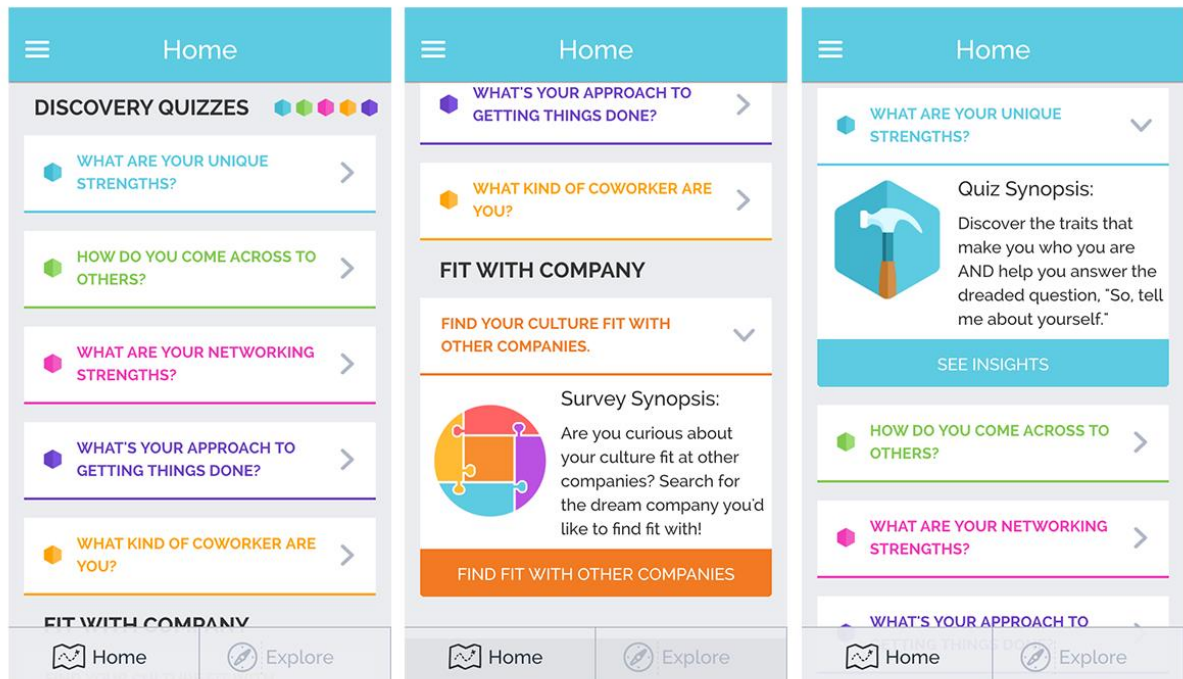 Home
DISCOVERY QUIZZES
WHAT ARE YOUR UNIQUE
STRENGTHS?
HOW DO YOU COME ACROSS TO
OTHERS?
WHAT ARE YOUR NETWORKING
STRENGTHS?
WHAT'S YOUR APPROACH TO
GETTING THINGS DONE?
WHAT KIND OF COWORKER ARE
YOU?
FIT WITH COMPANY
Home
Explore
Home
WHAT'S YOUR APPROACH TO
GETTING THINGS DONE?
WHAT KIND OF COWORKER ARE
YOU?
FIT WITH COMPANY
FIND YOUR CULTURE FIT WITH
OTHER COMPANIES.
Survey Synopsis:
Are you curious about
your culture fit at other
companies? Search for
the dream company you'd
like to find fit with!
FIND FIT WITH OTHER COMPANIES
Home
Explore
Home
WHAT ARE YOUR UNIQUE
STRENGTHS?
Quiz Synopsis:
Discover the traits that
make you who you are
AND help you answer the
dreaded question, "So, tell
me about yourself."
SEE INSIGHTS
HOW DO YOU COME ACROSS TO
OTHERS?
WHAT ARE YOUR NETWORKING
STRENGTHS?
WHAT'S YOUR APPROACH TO
GETTING THINGS DONE?
Home
Explore